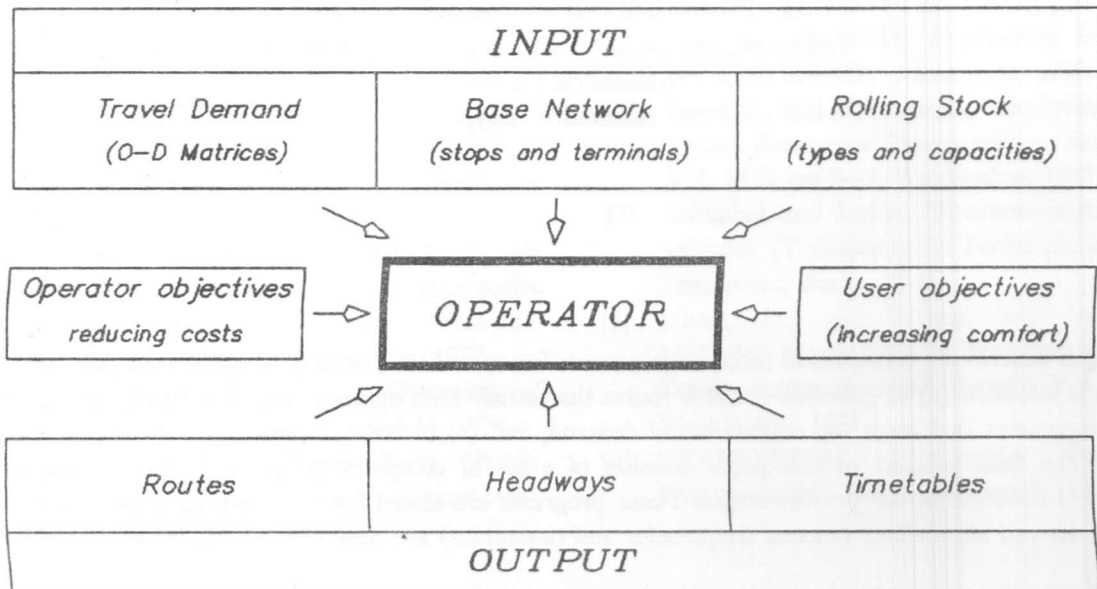 INPUT
Travel Demand
(O-D Matrices)
Base Network
(stops and terminals)
Rolling Stock
(types and capacities)
Operator objectives
reducing costs
OPERATOR
User objectives
(increasing comfort)
Routes
Headways
Timetables
OUTPUT